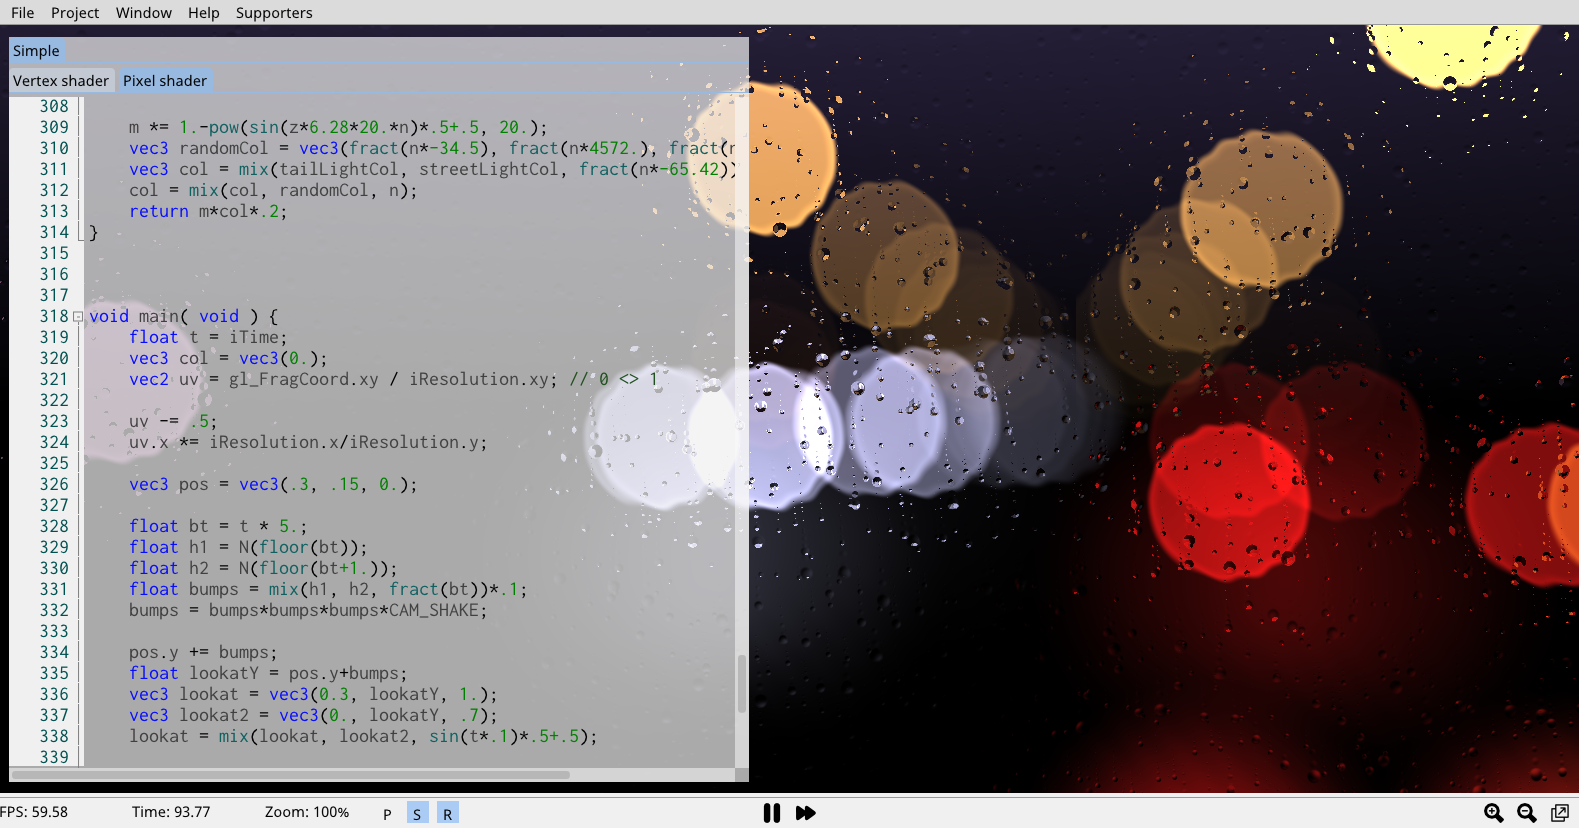 File Project Window Help Supporters
Simple
Vertex shader Pixel shader
308
309 m *= 1.-pow(sin(z*6.28*20.*n)*.5+.5, 20.);
310 vec3 randomCol = vec3(fract(n*-34.5), fract(n*4572.), fract(n
311 vec3 col = mix(tailLightCol, streetLightCol, fract(n*-65.42))
312 col = mix(col, randomCol, n);
313 return m*col*.2;
314 }
315
316
317
318 void main( void ) {
319 float t = iTime;
320 vec3 col = vec3(0.);
321 vec2 uv = gl_FragCoord.xy / iResolution.xy; // 0 <> 1
322
323 uv -= .5;
324 uv.x *= iResolution.x/iResolution.y;
325
326 vec3 pos = vec3(.3, .15, 0.);
327
328 float bt = t * 5.;
329 float h1 = N(floor(bt));
330 float h2 = N(floor(bt+1.));
331 float bumps = mix(h1, h2, fract(bt))*.1;
332 bumps = bumps*bumps*bumps*CAM_SHAKE;
333
334 pos.y += bumps;
335 float lookatY = pos.y+bumps;
336 vec3 lookat = vec3(0.3, lookatY, 1.);
337 vec3 lookat2 = vec3(0., lookatY, .7);
338 lookat = mix(lookat, lookat2, sin(t*.1)*.5+.5);
339
FPS: 59.58 Time: 93.77 Zoom: 100% P S R